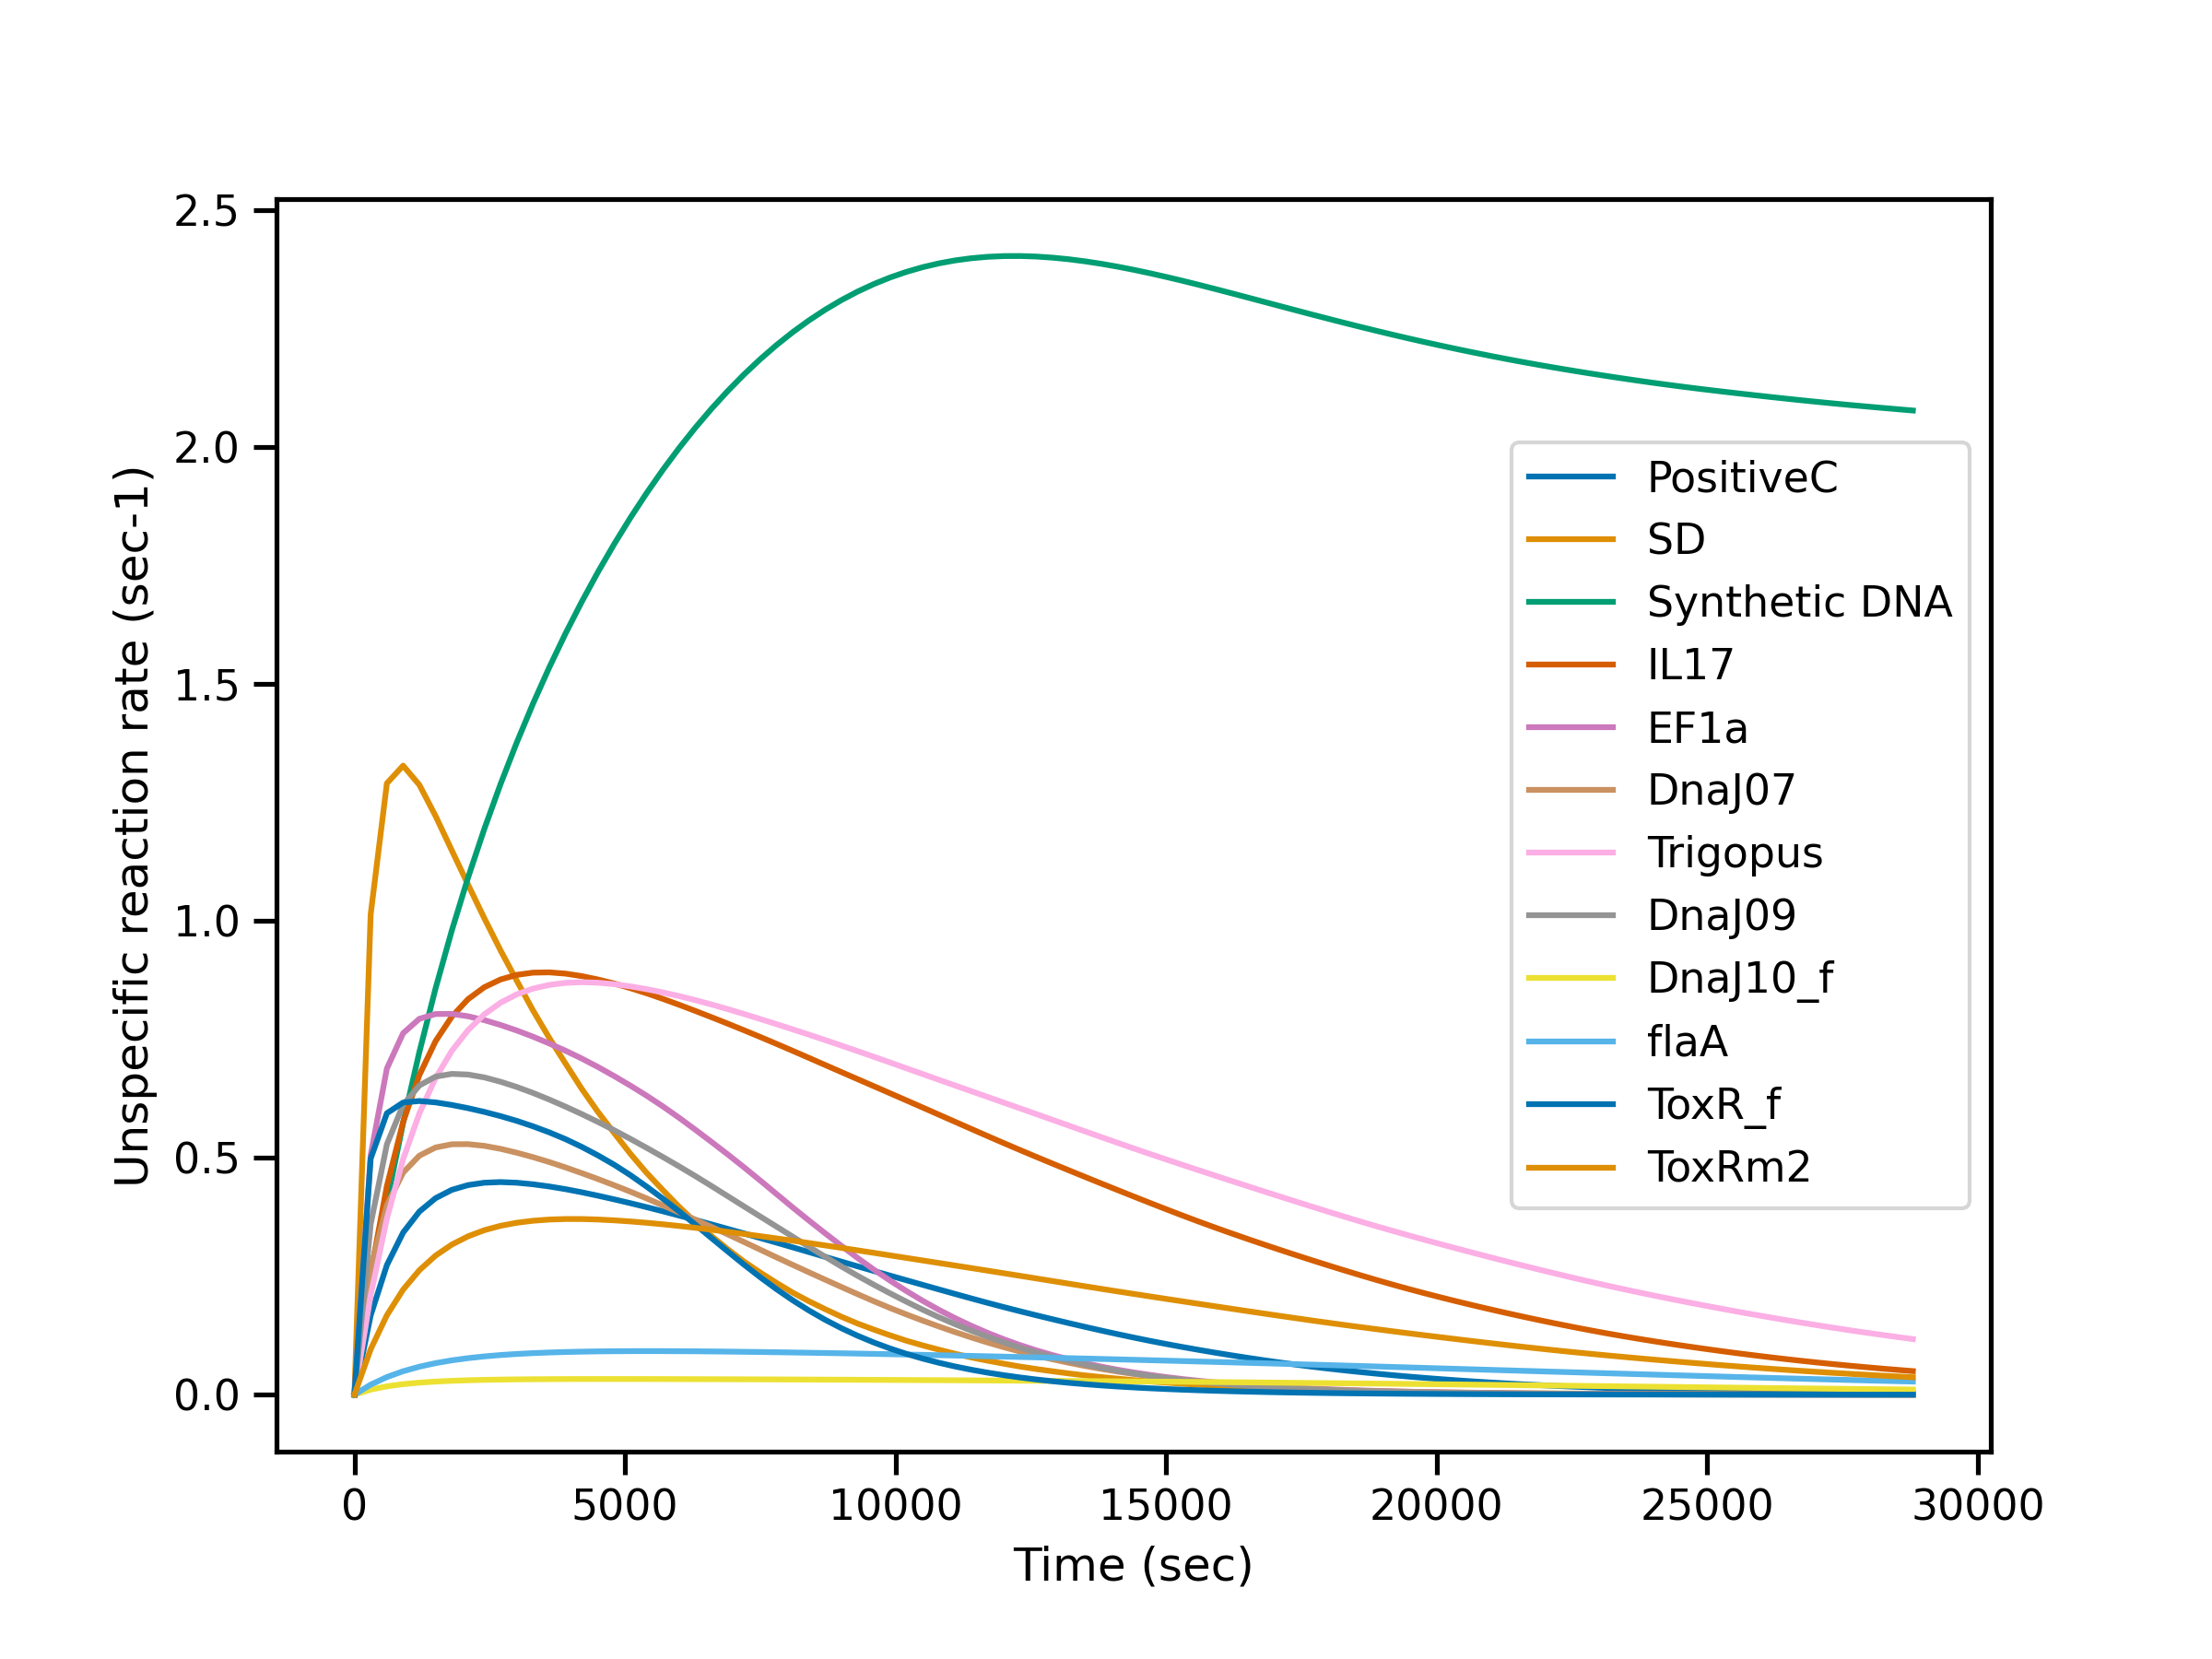 2.5
2.0
1.5
1.0
0.5
0.0
Unspecific reaction rate (sec-1)
PositiveC
SD
Synthetic DNA
IL17
EF1a
DnaJ07
Trigopus
DnaJ09
DnaJ10_f
flaA
ToxR_f
ToxRm2
0 5000 10000 15000 20000 25000 30000
Time (sec)